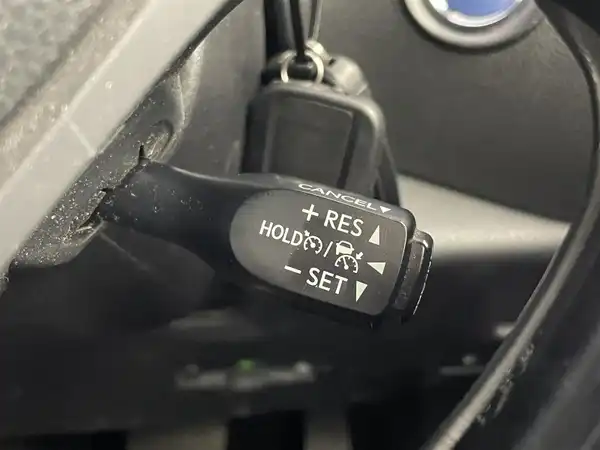 CANCEL▼
+ RES ▲
HOLD / ◀
− SET ▼